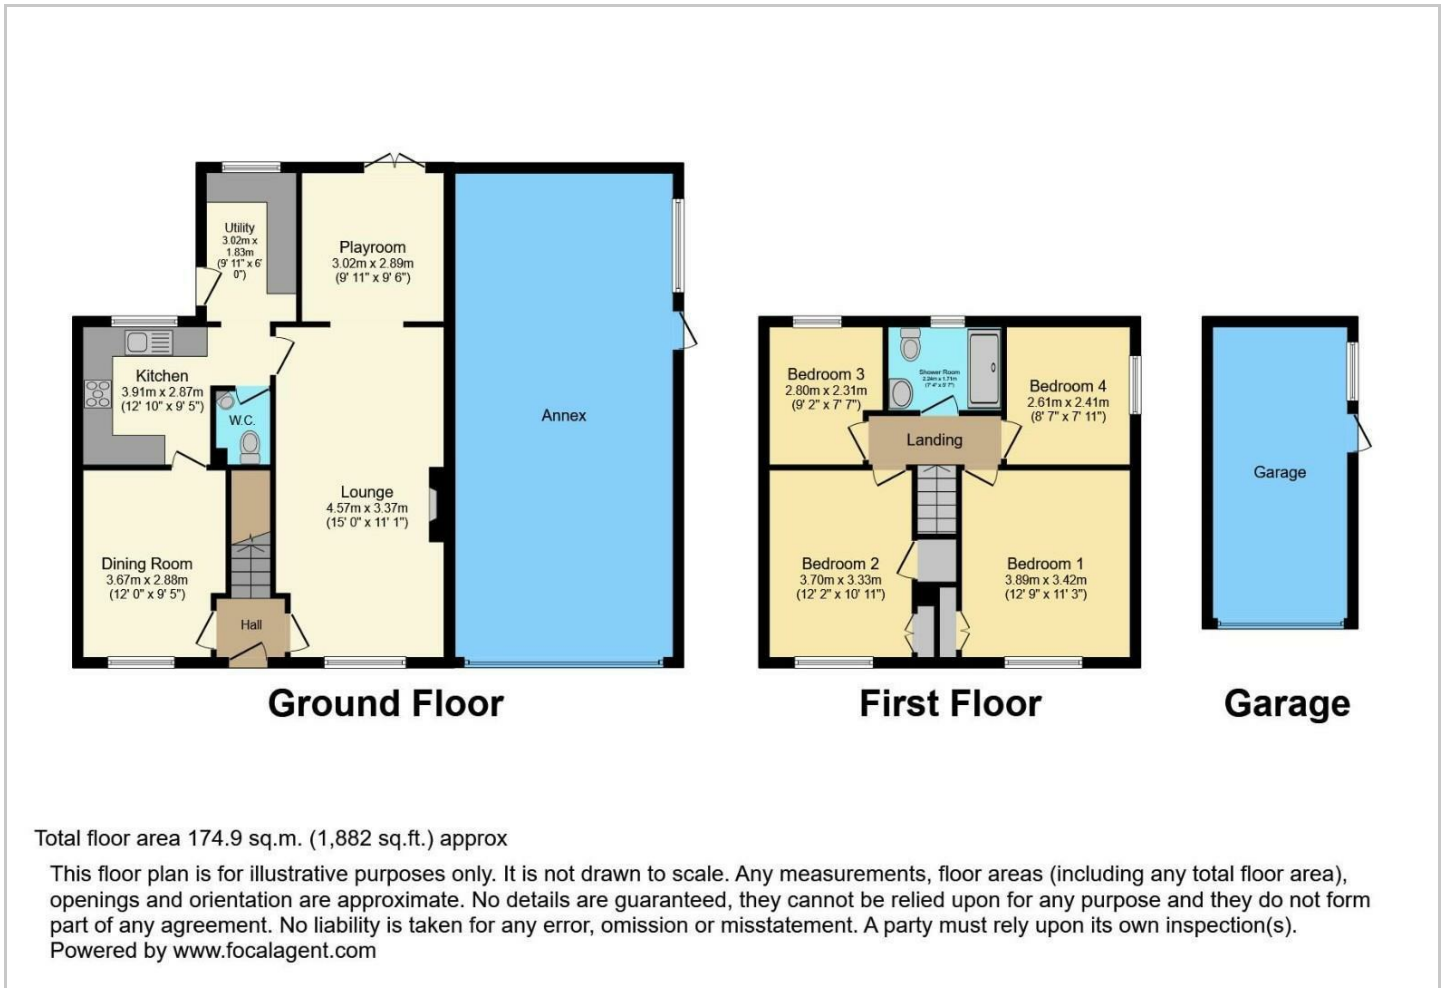 Utility
3.02m x
1.83m
(9' 11" x 6'
0")
Playroom
3.02m x 2.89m
(9' 11" x 9' 6")
Kitchen
3.91m x 2.87m
(12' 10" x 9' 5")
W.C.
Annex
Lounge
4.57m x 3.37m
(15' 0" x 11' 1")
Dining Room
3.67m x 2.88m
(12' 0" x 9' 5")
Hall
Ground Floor
Bedroom 3
2.80m x 2.31m
(9' 2" x 7' 7")
Shower Room
2.24m x 1.71m
(7' 4" x 5' 7")
Bedroom 4
2.61m x 2.41m
(8' 7" x 7' 11")
Landing
Bedroom 2
3.70m x 3.33m
(12' 2" x 10' 11")
Bedroom 1
3.89m x 3.42m
(12' 9" x 11' 3")
First Floor
Garage
Garage
Total floor area 174.9 sq.m. (1,882 sq.ft.) approx
This floor plan is for illustrative purposes only. It is not drawn to scale. Any measurements, floor areas (including any total floor area),
openings and orientation are approximate. No details are guaranteed, they cannot be relied upon for any purpose and they do not form
part of any agreement. No liability is taken for any error, omission or misstatement. A party must rely upon its own inspection(s).
Powered by www.focalagent.com